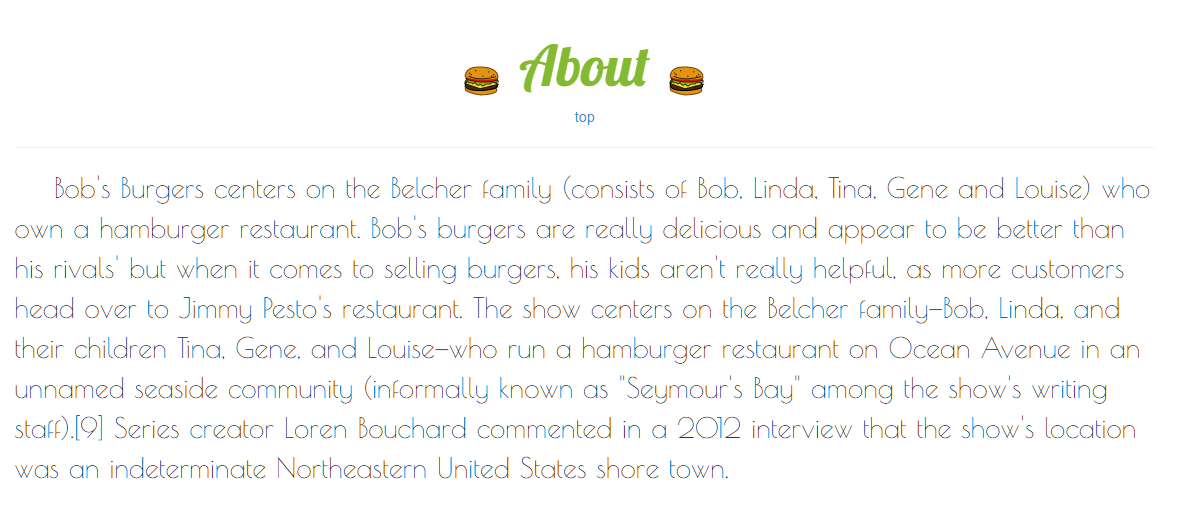 About
top
Bob's Burgers centers on the Belcher family (consists of Bob, Linda, Tina, Gene and Louise) who
own a hamburger restaurant. Bob's burgers are really delicious and appear to be better than
his rivals' but when it comes to selling burgers, his kids aren't really helpful, as more customers
head over to Jimmy Pesto's restaurant. The show centers on the Belcher family—Bob, Linda, and
their children Tina, Gene, and Louise—who run a hamburger restaurant on Ocean Avenue in an
unnamed seaside community (informally known as "Seymour's Bay" among the show's writing
staff).[9] Series creator Loren Bouchard commented in a 2012 interview that the show's location
was an indeterminate Northeastern United States shore town.